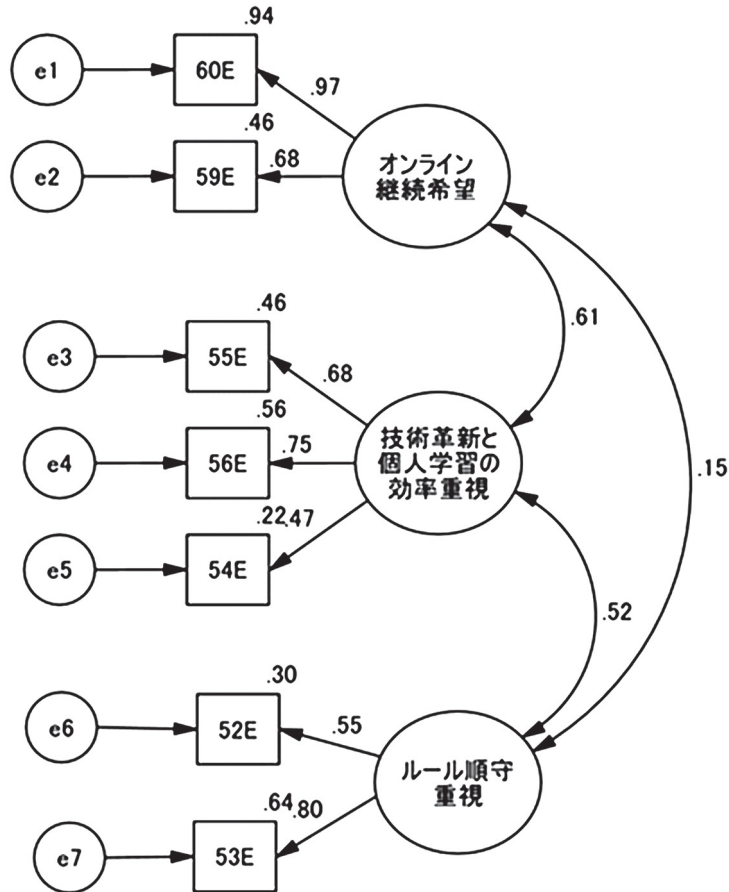 .94
e1
60E
.97
.46
e2
59E
.68
オンライン
継続希望
.61
.46
e3
55E
.68
.56
e4
56E
.75
技術革新と
個人学習の
効率重視
.15
.22
.47
e5
54E
.52
.30
e6
52E
.55
ルール順守
重視
.64
.80
e7
53E